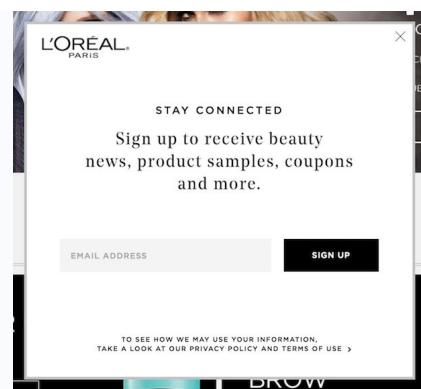 L'ORÉAL®
PARIS
STAY CONNECTED
Sign up to receive beauty
news, product samples, coupons
and more.
EMAIL ADDRESS
SIGN UP
TO SEE HOW WE MAY USE YOUR INFORMATION,
TAKE A LOOK AT OUR PRIVACY POLICY AND TERMS OF USE >
BROW